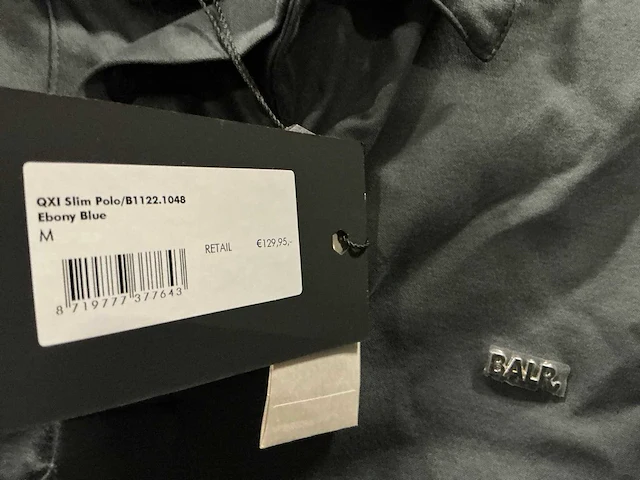 QXI Slim Polo/B1122.1048
Ebony Blue
M
RETAIL €129,95,-
8 719777 377643
BALR.